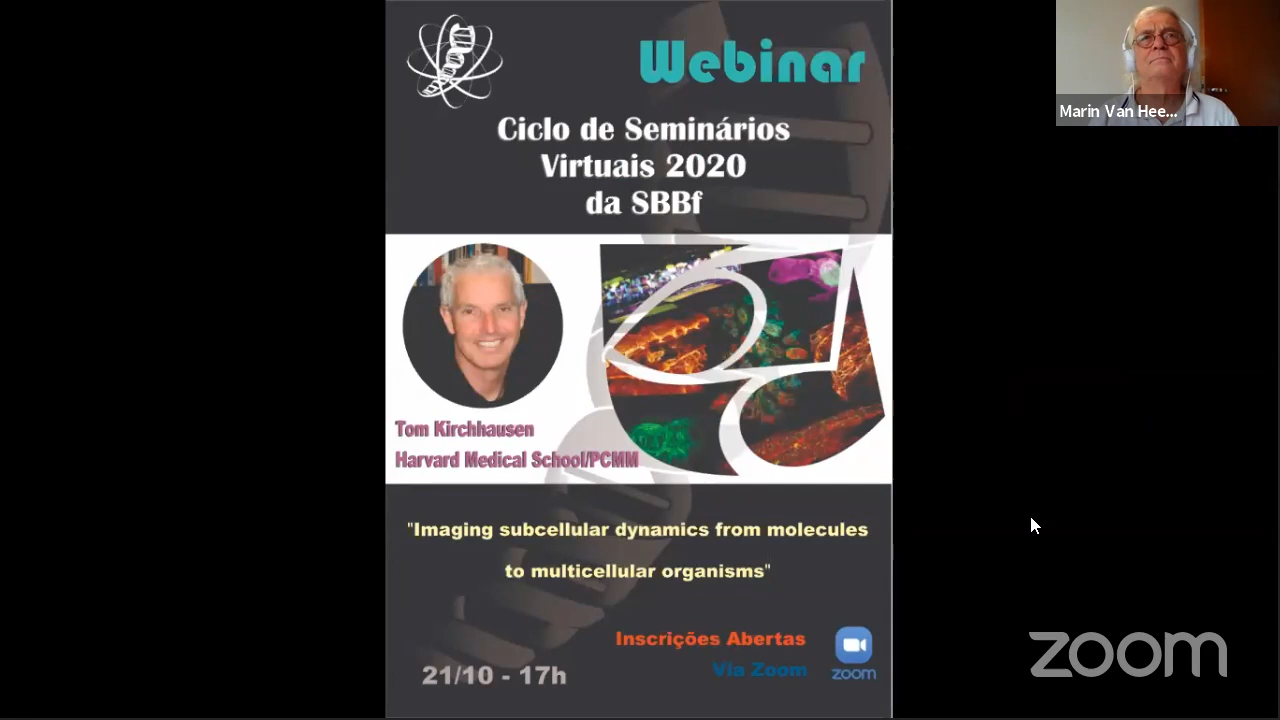 Webinar
Ciclo de Seminários
Virtuais 2020
da SBBf
Marin Van Hee...
Tom Kirchhausen
Harvard Medical School/PCMM
"Imaging subcellular dynamics from molecules
to multicellular organisms"
Inscrições Abertas
Via Zoom
21/10 - 17h
zoom
zoom